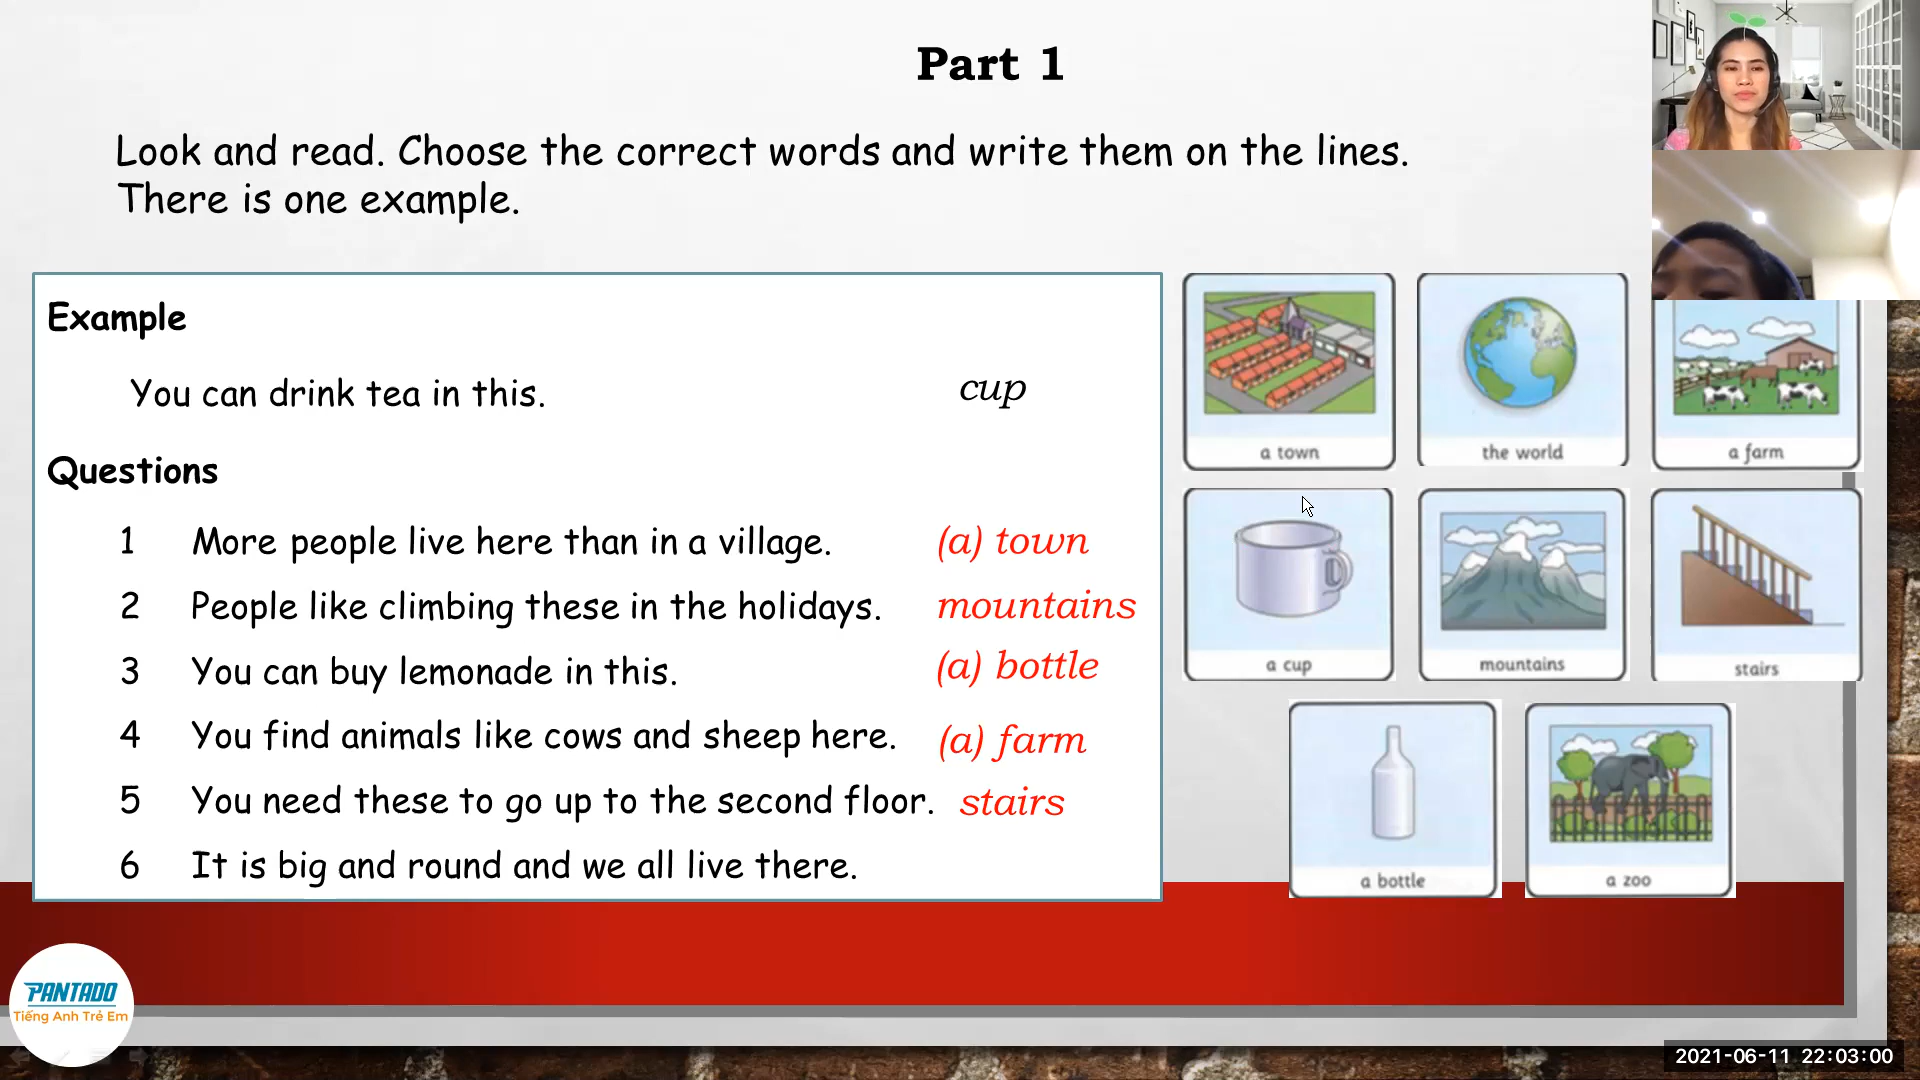 Part 1
Look and read. Choose the correct words and write them on the lines.
There is one example.
Example
You can drink tea in this. cup
Questions
1 More people live here than in a village. (a) town
2 People like climbing these in the holidays. mountains
3 You can buy lemonade in this. (a) bottle
4 You find animals like cows and sheep here. (a) farm
5 You need these to go up to the second floor. stairs
6 It is big and round and we all live there.
a town
the world
a farm
a cup
mountains
stairs
a bottle
a zoo
PANTADO
Tiếng Anh Trẻ Em
2021-06-11 22:03:00